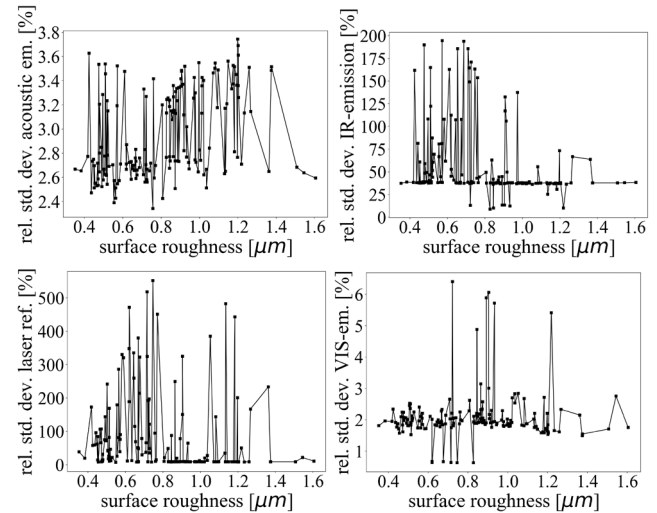 rel. std. dev. acoustic em. [%]
3.8
3.6
3.4
3.2
3.0
2.8
2.6
2.4
0.4 0.6 0.8 1.0 1.2 1.4 1.6
surface roughness [μm]
rel. std. dev. IR-emission [%]
200
175
150
125
100
75
50
25
0
0.4 0.6 0.8 1.0 1.2 1.4 1.6
surface roughness [μm]
rel. std. dev. laser ref. [%]
500
400
300
200
100
0
0.4 0.6 0.8 1.0 1.2 1.4 1.6
surface roughness [μm]
rel. std. dev. VIS-em. [%]
6
5
4
3
2
1
0.4 0.6 0.8 1.0 1.2 1.4 1.6
surface roughness [μm]